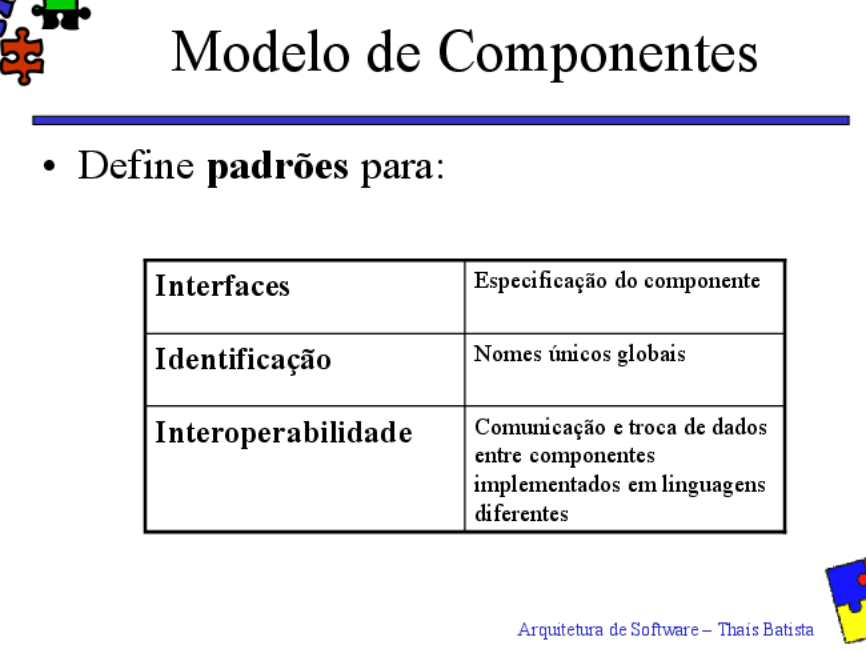 Modelo de Componentes
• Define padrões para:
Interfaces
Especificação do componente
Identificação
Nomes únicos globais
Interoperabilidade
Comunicação e troca de dados
entre componentes
implementados em linguagens
diferentes
Arquitetura de Software – Thaís Batista